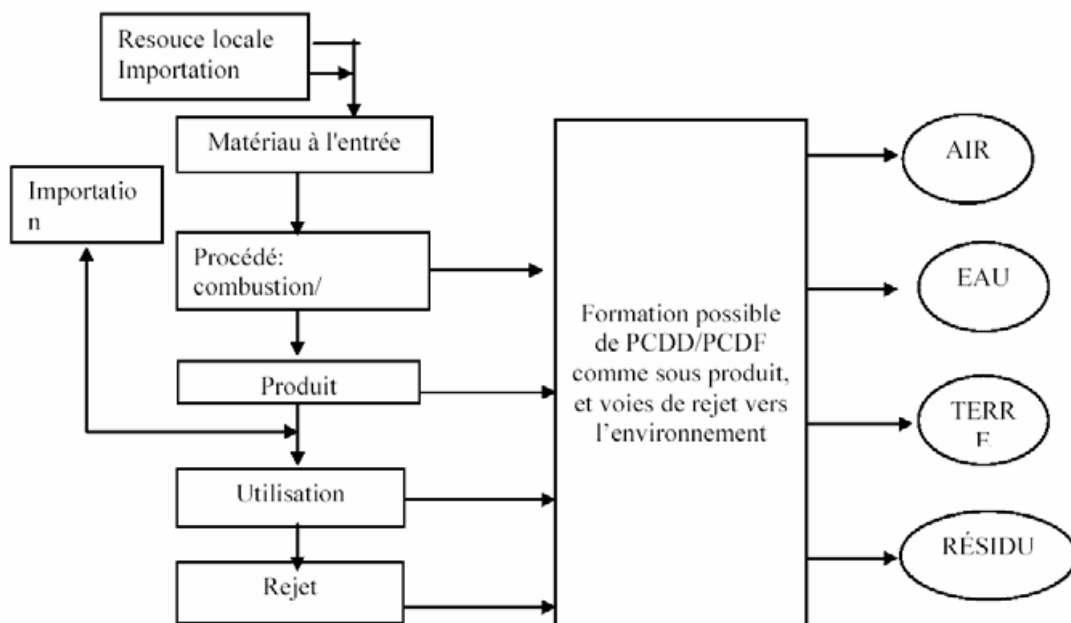 Resouce locale
Importation
Matériau à l'entrée
Importatio
n
Procédé:
combustion/
Produit
Utilisation
Rejet
Formation possible
de PCDD/PCDF
comme sous produit,
et voies de rejet vers
l'environnement
AIR
EAU
TERR
E
RÉSIDU